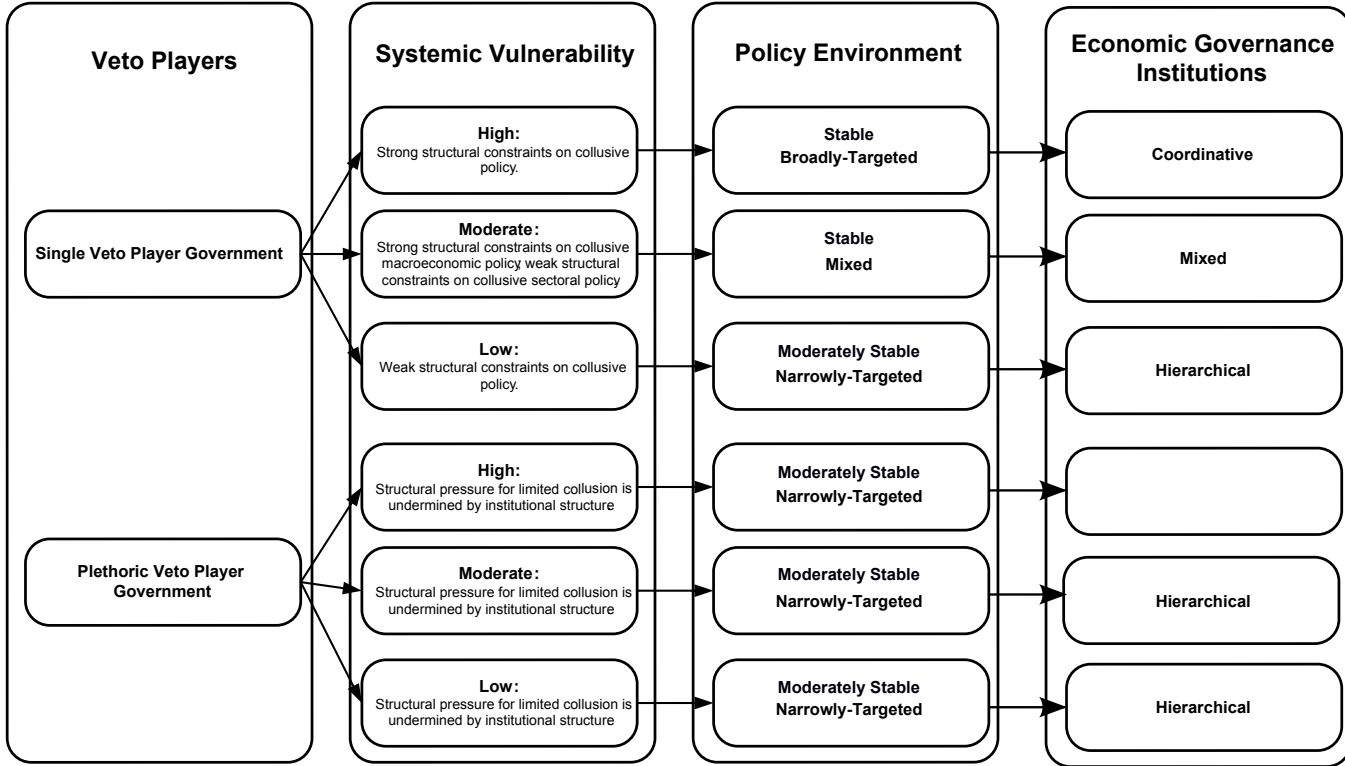 Veto Players
Systemic Vulnerability
Policy Environment
Economic Governance
Institutions
Single Veto Player Government
High:
Strong structural constraints on collusive
policy.
Stable
Broadly-Targeted
Coordinative
Moderate:
Strong structural constraints on collusive
macroeconomic policy, weak structural
constraints on collusive sectoral policy
Stable
Mixed
Mixed
Low:
Weak structural constraints on collusive
policy.
Moderately Stable
Narrowly-Targeted
Hierarchical
Plethoric Veto Player
Government
High:
Structural pressure for limited collusion is
undermined by institutional structure
Moderately Stable
Narrowly-Targeted
Moderate:
Structural pressure for limited collusion is
undermined by institutional structure
Moderately Stable
Narrowly-Targeted
Hierarchical
Low:
Structural pressure for limited collusion is
undermined by institutional structure
Moderately Stable
Narrowly-Targeted
Hierarchical